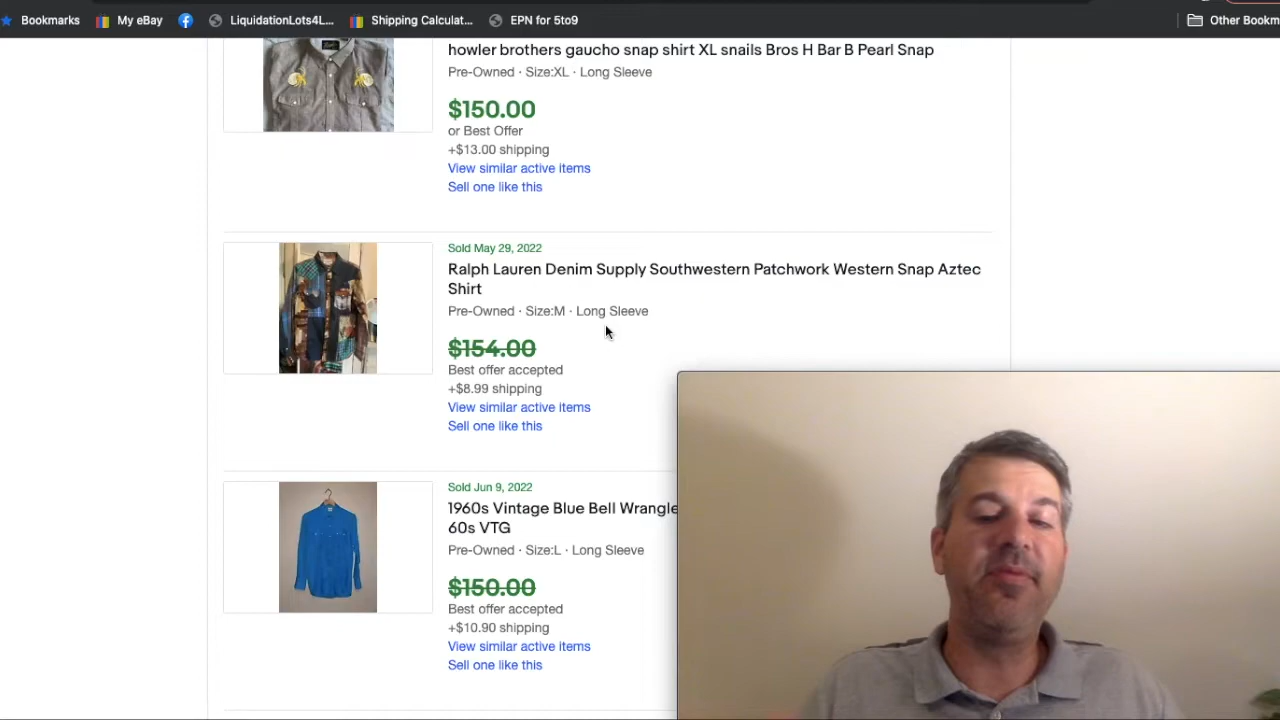 Bookmarks
My eBay
LiquidationLots4L...
Shipping Calculat...
EPN for 5to9
Other Bookm
howler brothers gaucho snap shirt XL snails Bros H Bar B Pearl Snap
Pre-Owned · Size:XL · Long Sleeve
$150.00
or Best Offer
+$13.00 shipping
View similar active items
Sell one like this
Sold May 29, 2022
Ralph Lauren Denim Supply Southwestern Patchwork Western Snap Aztec
Shirt
Pre-Owned · Size:M · Long Sleeve
$154.00
Best offer accepted
+$8.99 shipping
View similar active items
Sell one like this
Sold Jun 9, 2022
1960s Vintage Blue Bell Wrangle
60s VTG
Pre-Owned · Size:L · Long Sleeve
$150.00
Best offer accepted
+$10.90 shipping
View similar active items
Sell one like this